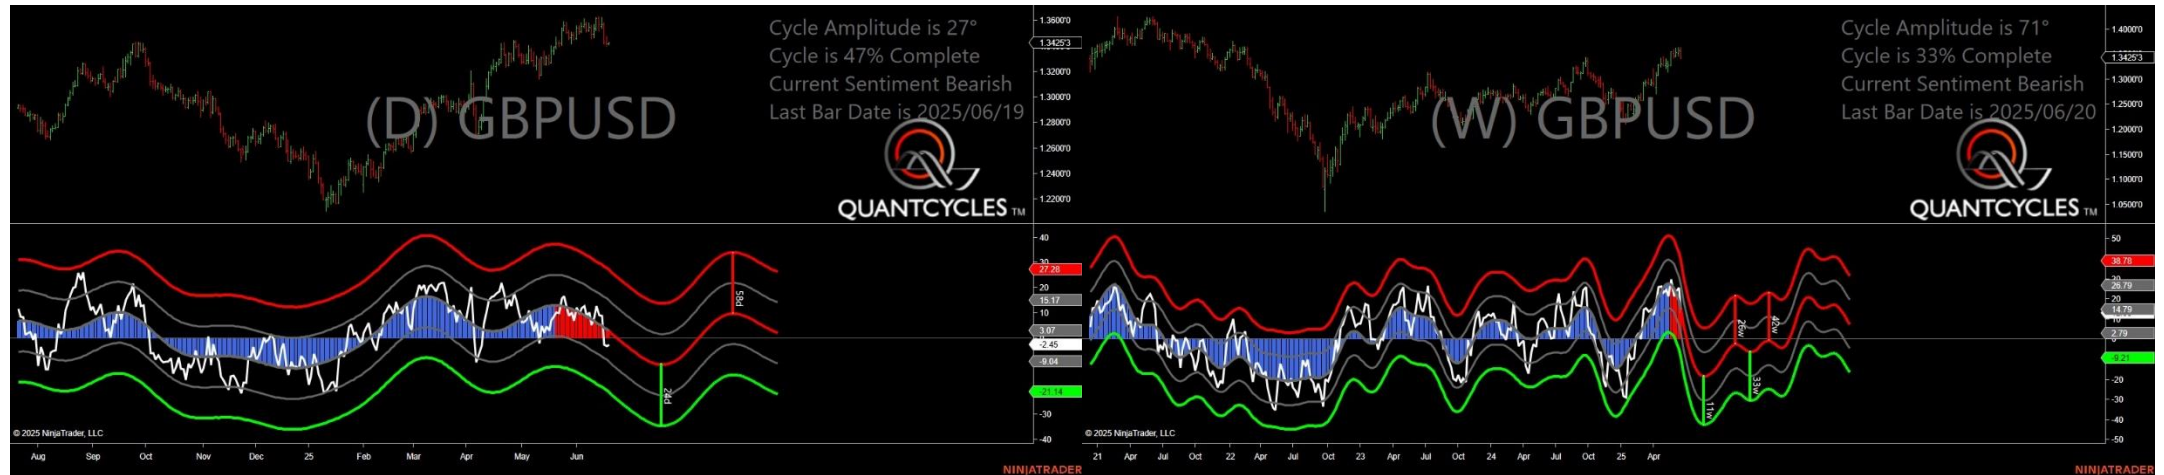 Cycle Amplitude is 27°
Cycle is 47% Complete
Current Sentiment Bearish
Last Bar Date is 2025/06/19
(D) GBPUSD
QUANTCYCLES TM
1.3600'0
1.3425'3
1.3200'0
1.3000'0
1.2800'0
1.2600'0
1.2400'0
1.2200'0
40
30
27.28
20
15.17
10
3.07
-2.45
-9.04
-21.14
-30
-40
58d
24d
© 2025 NinjaTrader, LLC
Aug Sep Oct Nov Dec 25 Feb Mar Apr May Jun
NINJATRADER
Cycle Amplitude is 71°
Cycle is 33% Complete
Current Sentiment Bearish
Last Bar Date is 2025/06/20
(W) GBPUSD
QUANTCYCLES TM
1.4000'0
1.3425'3
1.3000'0
1.2500'0
1.2000'0
1.1500'0
1.1000'0
1.0500'0
50
38.78
26.79
20
14.79
10
2.79
0
-9.21
-20
-30
-40
-50
26w
42w
11w
33w
© 2025 NinjaTrader, LLC
21 Apr Jul Oct 22 Apr Jul Oct 23 Apr Jul Oct 24 Apr Jul Oct 25 Apr
NINJATRADER